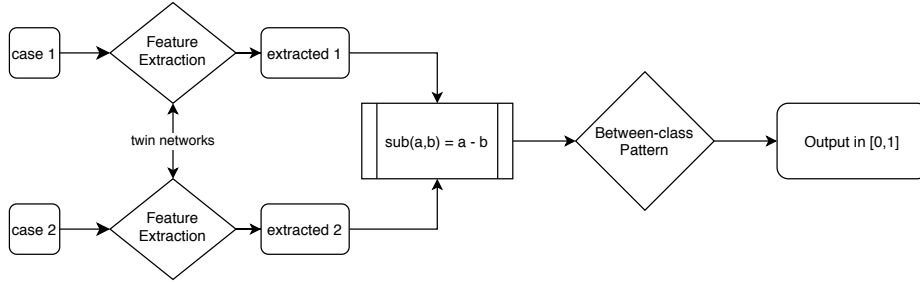 case 1
Feature
Extraction
extracted 1
twin networks
sub(a,b) = a - b
Between-class
Pattern
Output in [0,1]
case 2
Feature
Extraction
extracted 2